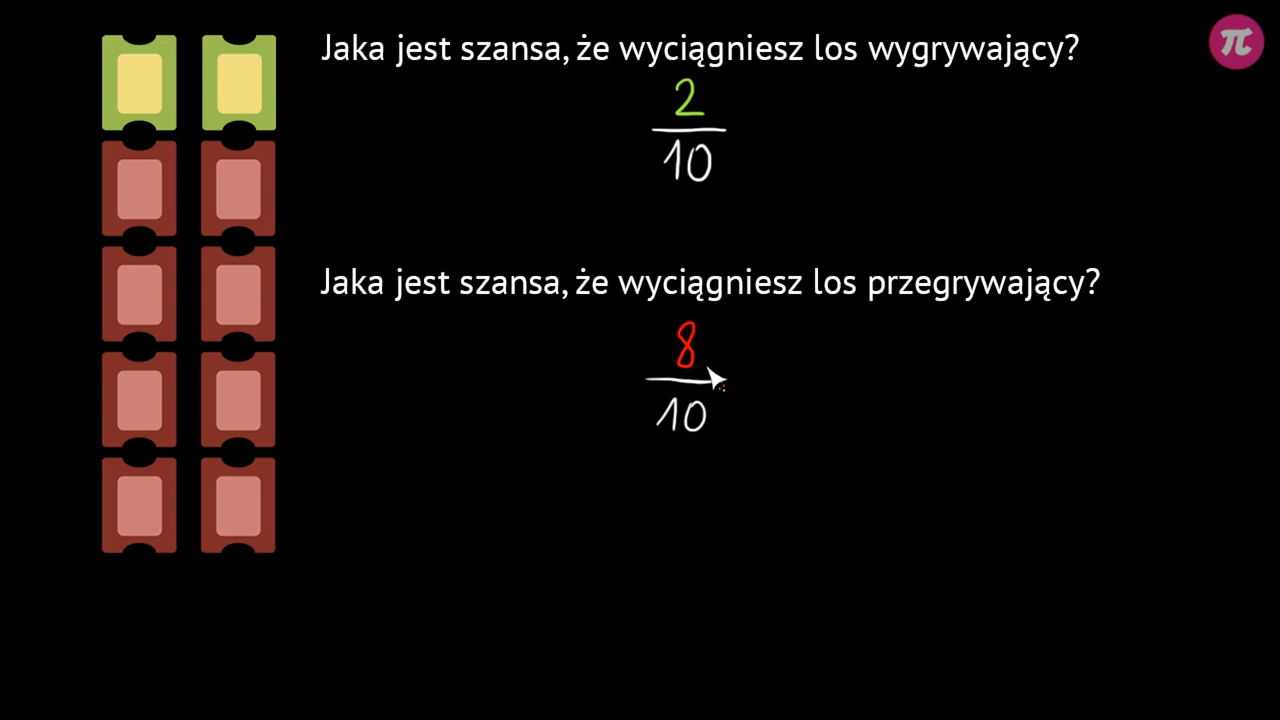 Jaka jest szansa, że wyciągniesz los wygrywający?
2
10
Jaka jest szansa, że wyciągniesz los przegrywający?
8
10
π